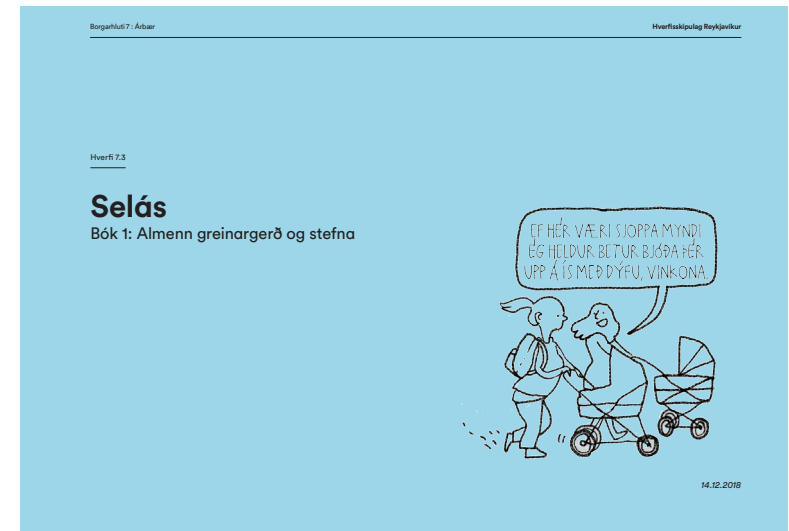 Borgarhluti 7 : Árbær
Hverfisskipulag Reykjavíkur
Hverfi 7.3
Selás
Bók 1: Almenn greinargerð og stefna
EF HÉR VÆRI SJOPPA MYNDI
ÉG HELDUR BETUR BJÓÐA ÞÉR
UPP Á ÍS MEÐ DÝFU, VINKONA.
14.12.2018